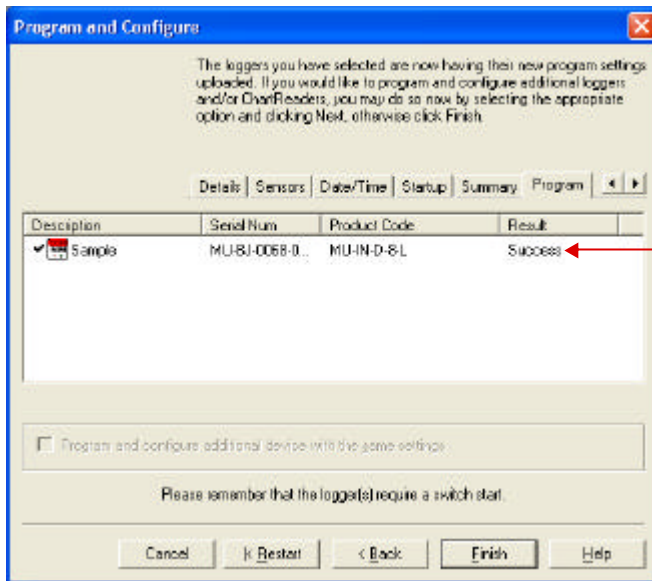 Program and Configure
The loggers you have selected are now having their new program settings
uploaded. If you would like to program and configure additional loggers
and/or ChartReaders, you may do so now by selecting the appropriate
option and clicking Next, otherwise click Finish.
Details Sensors Date/Time Startup Summary Program
Description Serial Num Product Code Result
Sample MU-BJ-0068-0... MU-IN-D-8-L Success
Program and configure additional device with the same settings
Please remember that the logger(s) require a switch start.
Cancel |< Restart < Back Finish Help